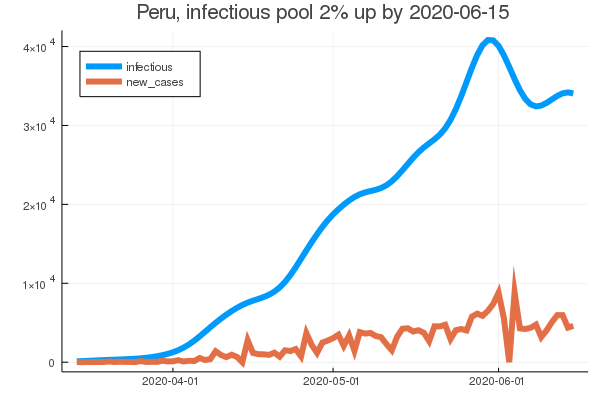 Peru, infectious pool 2% up by 2020-06-15
infectious
new_cases
4×10 4
3×10 4
2×10 4
1×10 4
0
2020-04-01
2020-05-01
2020-06-01